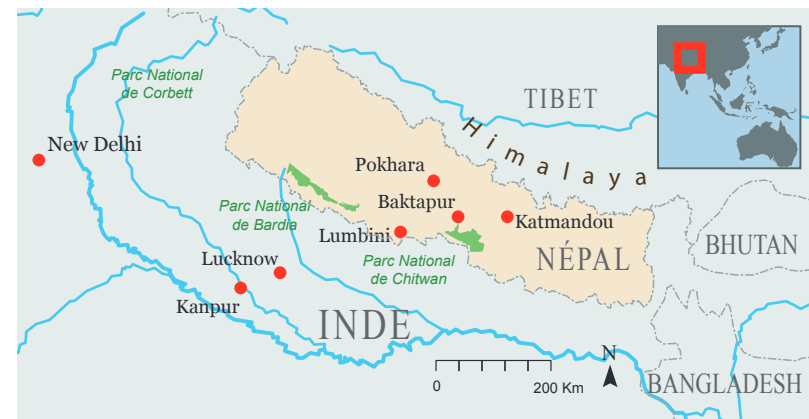 Parc National
de Corbett
TIBET
New Delhi
Himalaya
Pokhara
Parc National
de Bardia
Baktapur
Katmandou
Lumbini
NÉPAL
BHUTAN
Lucknow
Parc National
de Chitwan
Kanpur
INDE
N
0
200 Km
BANGLADESH